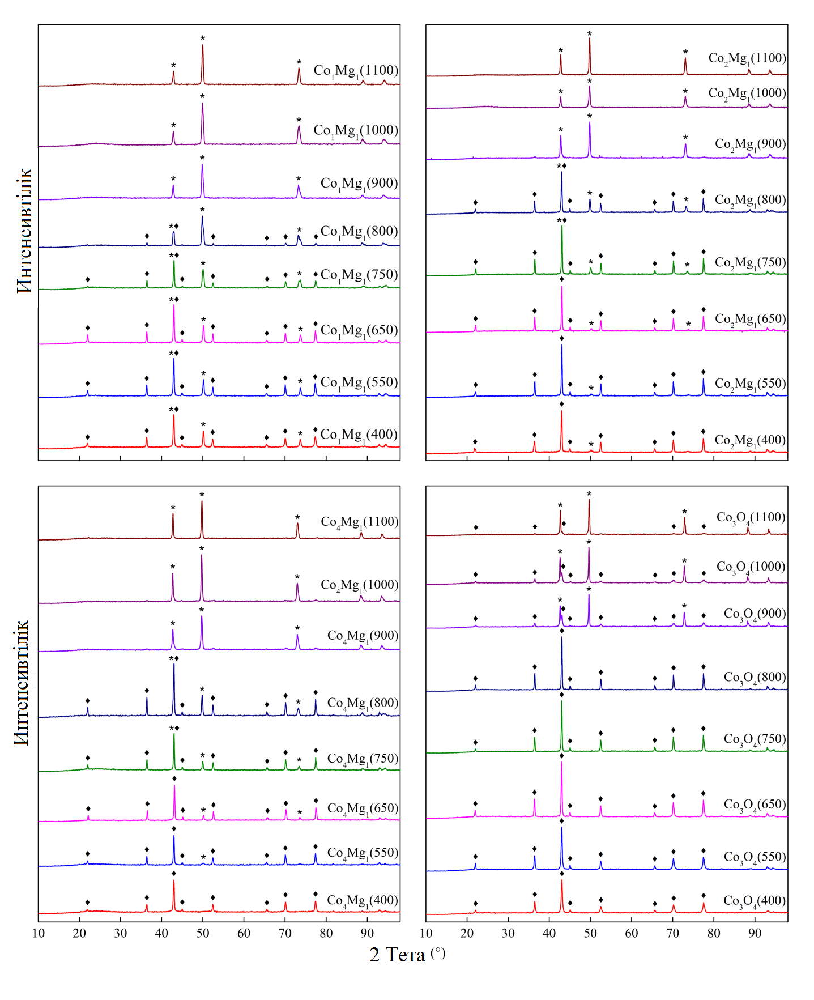 Co1Mg1(1100)
Co1Mg1(1000)
Co1Mg1(900)
Co1Mg1(800)
Co1Mg1(750)
Co1Mg1(650)
Co1Mg1(550)
Co1Mg1(400)
Интенсивтілік
Co2Mg1(1100)
Co2Mg1(1000)
Co2Mg1(900)
Co2Mg1(800)
Co2Mg1(750)
Co2Mg1(650)
Co2Mg1(550)
Co2Mg1(400)
Co4Mg1(1100)
Co4Mg1(1000)
Co4Mg1(900)
Co4Mg1(800)
Co4Mg1(750)
Co4Mg1(650)
Co4Mg1(550)
Co4Mg1(400)
Интенсивтілік
10 20 30 40 50 60 70 80 90
Co3O4(1100)
Co3O4(1000)
Co3O4(900)
Co3O4(800)
Co3O4(750)
Co3O4(650)
Co3O4(550)
Co3O4(400)
10 20 30 40 50 60 70 80 90
2 Тета (°)